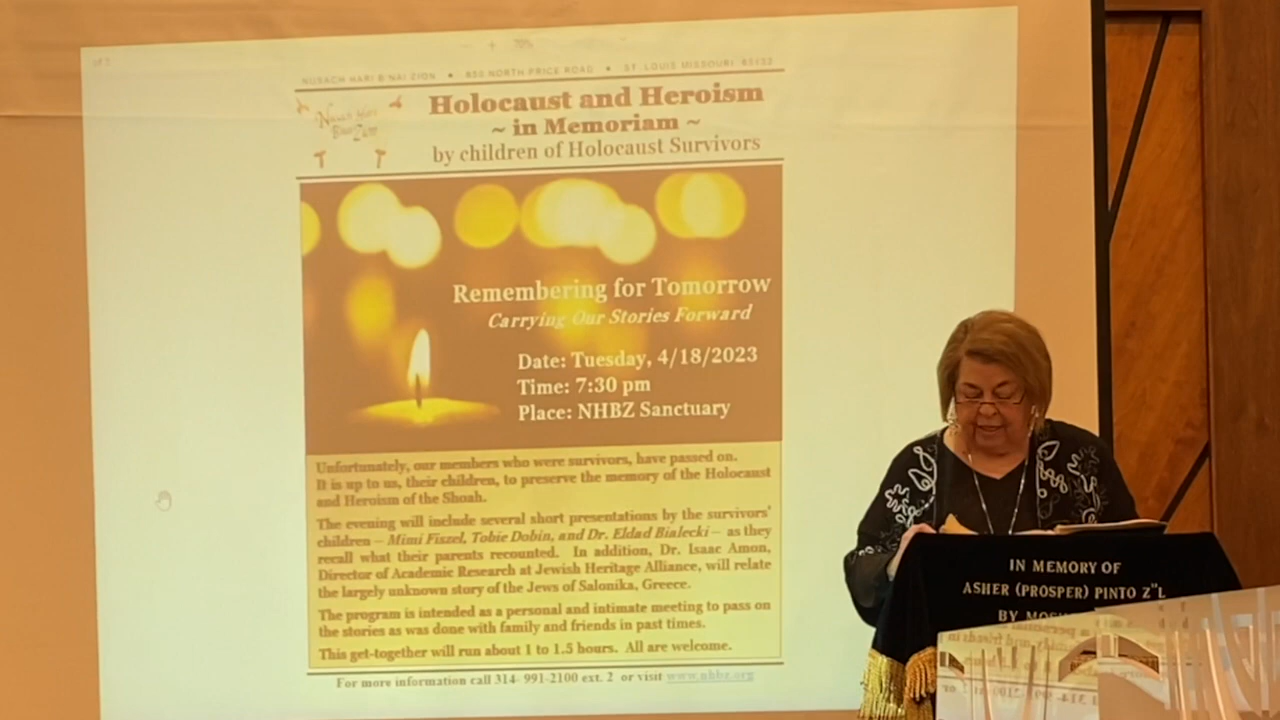 of 3
NUSACH HARI B'NAI ZION • 650 NORTH PRICE ROAD • ST. LOUIS MISSOURI 63132
Nusach Hari
B'nai Zion
Holocaust and Heroism
~ in Memoriam ~
by children of Holocaust Survivors
Remembering for Tomorrow
Carrying Our Stories Forward
Date: Tuesday, 4/18/2023
Time: 7:30 pm
Place: NHBZ Sanctuary
Unfortunately, our members who were survivors, have passed on.
It is up to us, their children, to preserve the memory of the Holocaust
and Heroism of the Shoah.
The evening will include several short presentations by the survivors'
children – Mimi Fiszel, Tobie Dobin, and Dr. Eldad Bialecki – as they
recall what their parents recounted. In addition, Dr. Isaac Amon,
Director of Academic Research at Jewish Heritage Alliance, will relate
the largely unknown story of the Jews of Salonika, Greece.
The program is intended as a personal and intimate meeting to pass on
the stories as was done with family and friends in past times.
This get-together will run about 1 to 1.5 hours. All are welcome.
For more information call 314- 991-2100 ext. 2 or visit www.nhbz.org
IN MEMORY OF
ASHER (PROSPER) PINTO Z"L
BY